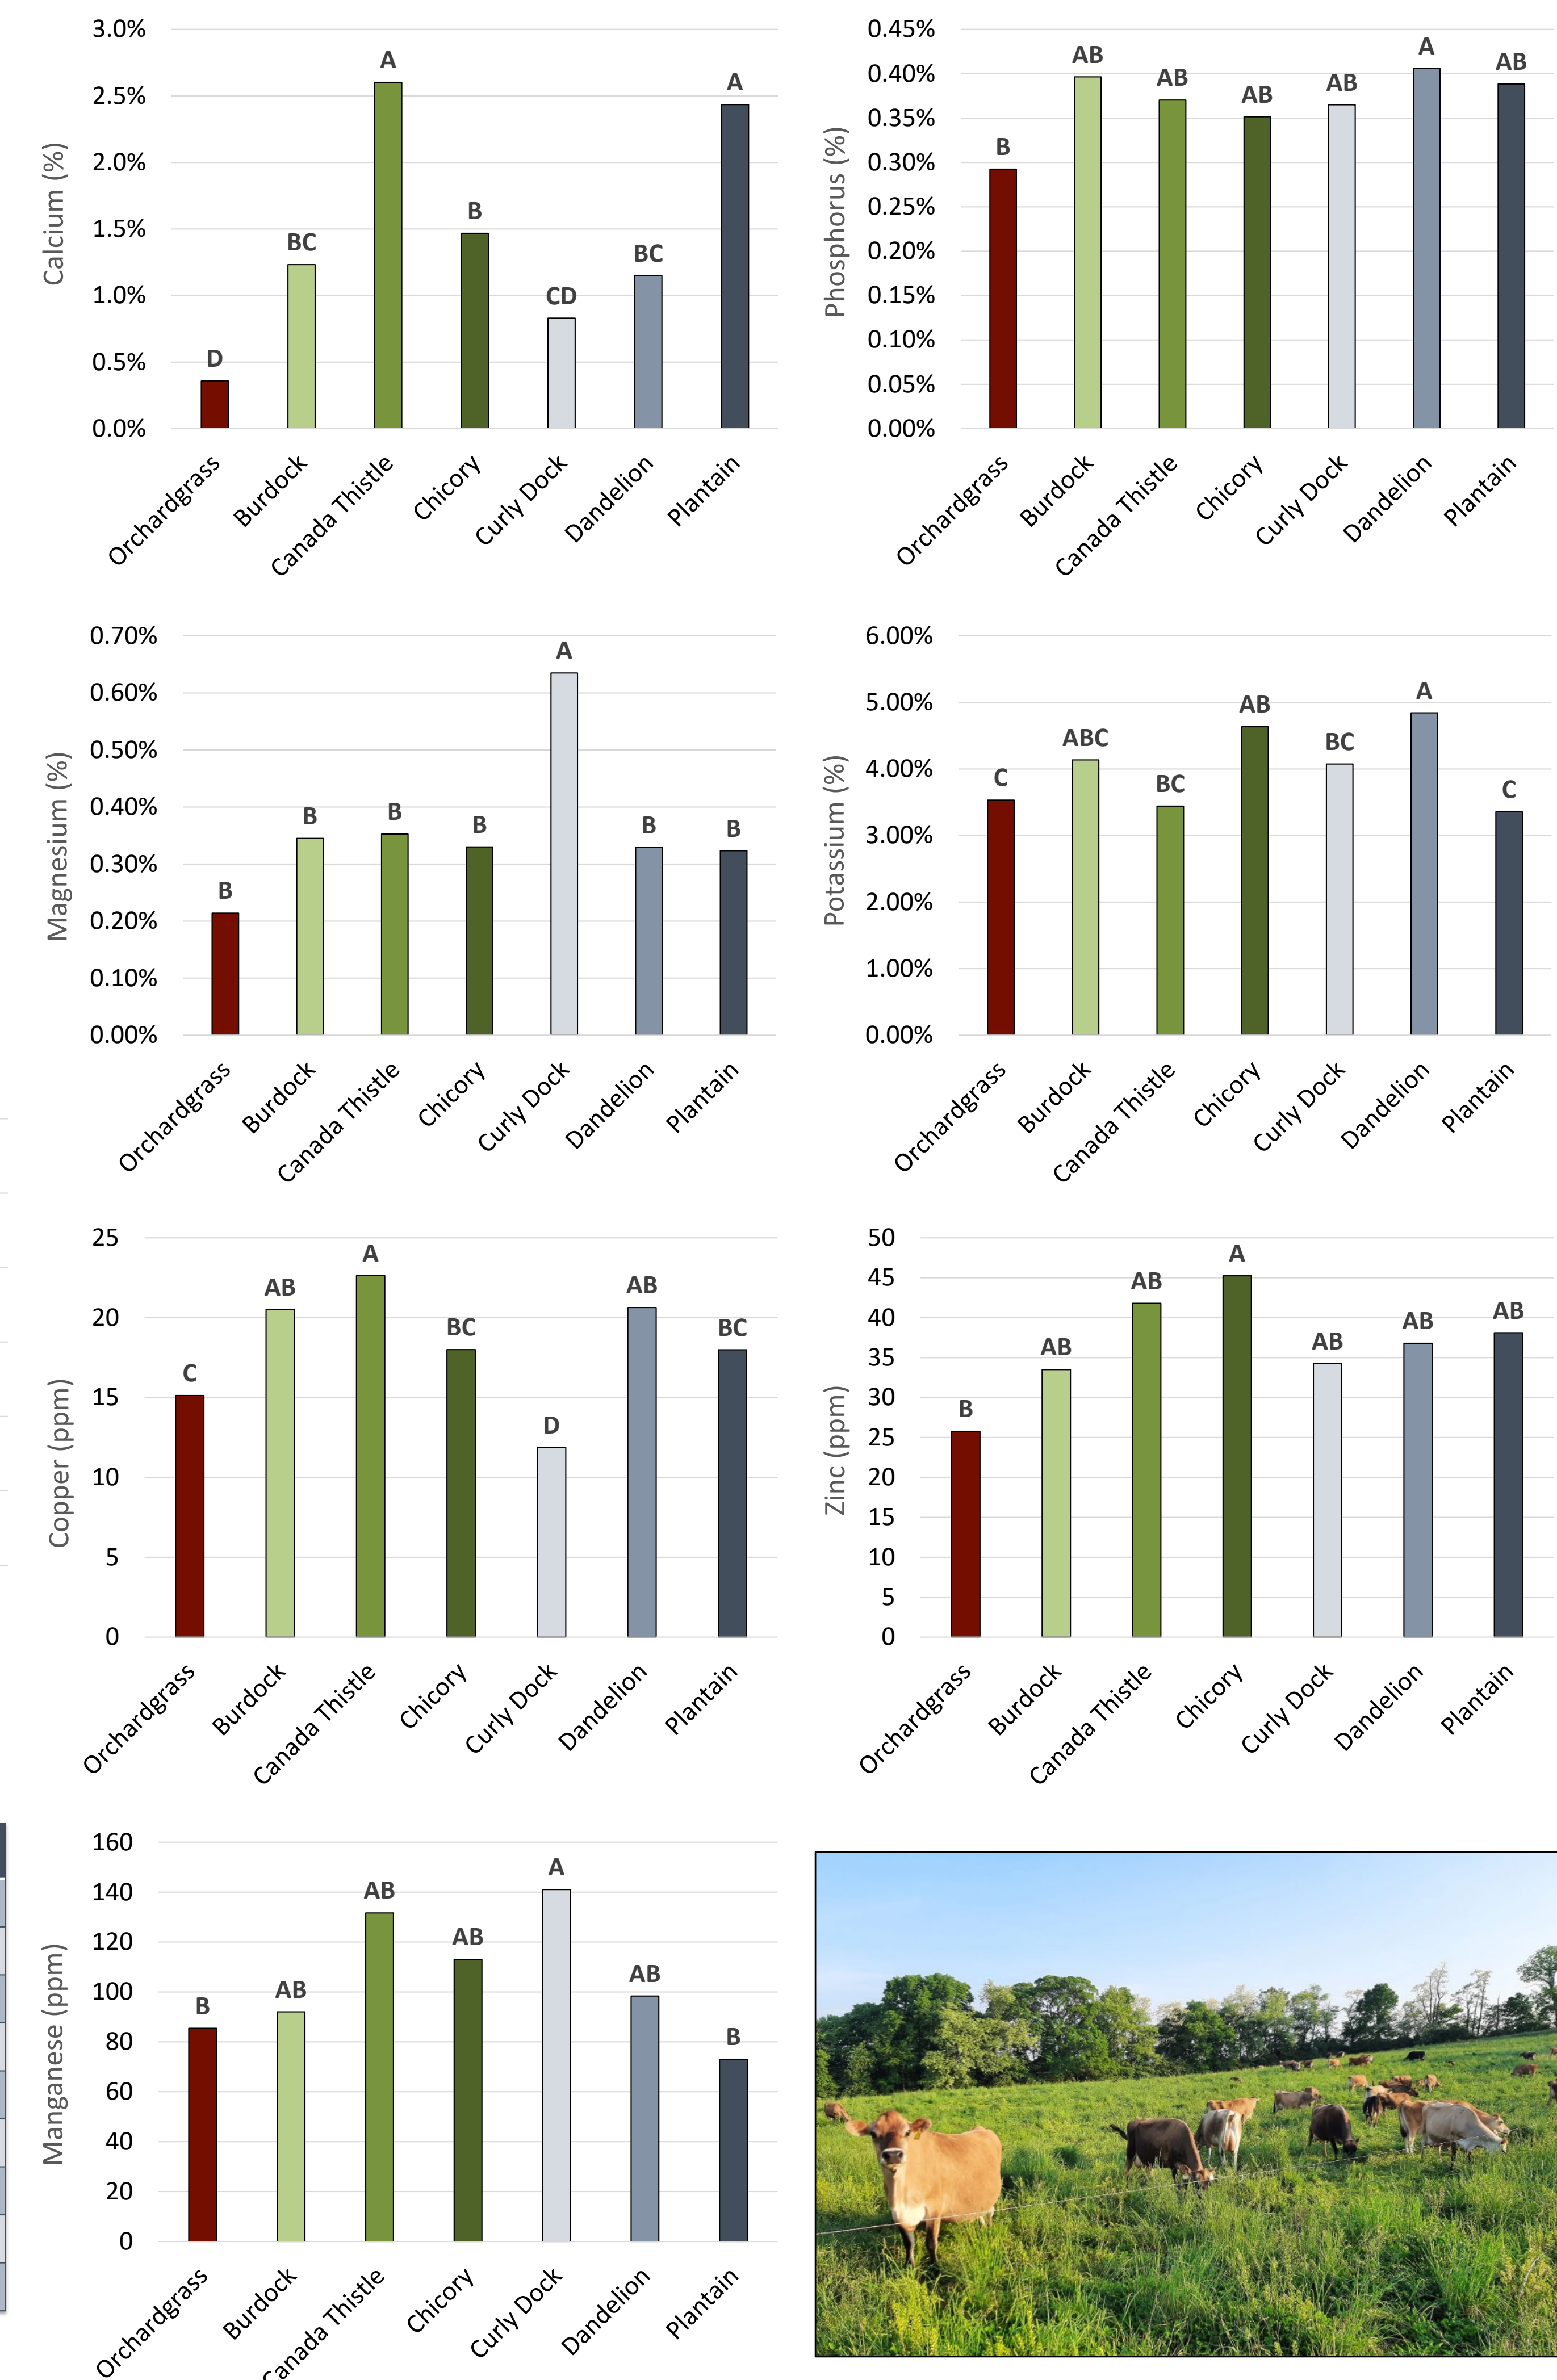 Calcium (%)
3.0%
2.5%
2.0%
1.5%
1.0%
0.5%
0.0%
D
BC
A
B
CD
BC
A
Orchardgrass
Burdock
Canada Thistle
Chicory
Curly Dock
Dandelion
Plantain
Phosphorus (%)
0.45%
0.40%
0.35%
0.30%
0.25%
0.20%
0.15%
0.10%
0.05%
0.00%
B
AB
AB
AB
AB
A
AB
Orchardgrass
Burdock
Canada Thistle
Chicory
Curly Dock
Dandelion
Plantain
Magnesium (%)
0.70%
0.60%
0.50%
0.40%
0.30%
0.20%
0.10%
0.00%
B
B
B
B
A
B
B
Orchardgrass
Burdock
Canada Thistle
Chicory
Curly Dock
Dandelion
Plantain
Potassium (%)
6.00%
5.00%
4.00%
3.00%
2.00%
1.00%
0.00%
C
ABC
BC
AB
BC
A
C
Orchardgrass
Burdock
Canada Thistle
Chicory
Curly Dock
Dandelion
Plantain
Copper (ppm)
25
20
15
10
5
0
C
AB
A
BC
D
AB
BC
Orchardgrass
Burdock
Canada Thistle
Chicory
Curly Dock
Dandelion
Plantain
Zinc (ppm)
50
45
40
35
30
25
20
15
10
5
0
B
AB
AB
A
AB
AB
AB
Orchardgrass
Burdock
Canada Thistle
Chicory
Curly Dock
Dandelion
Plantain
Manganese (ppm)
160
140
120
100
80
60
40
20
0
B
AB
AB
AB
A
AB
B
Orchardgrass
Burdock
Canada Thistle
Chicory
Curly Dock
Dandelion
Plantain